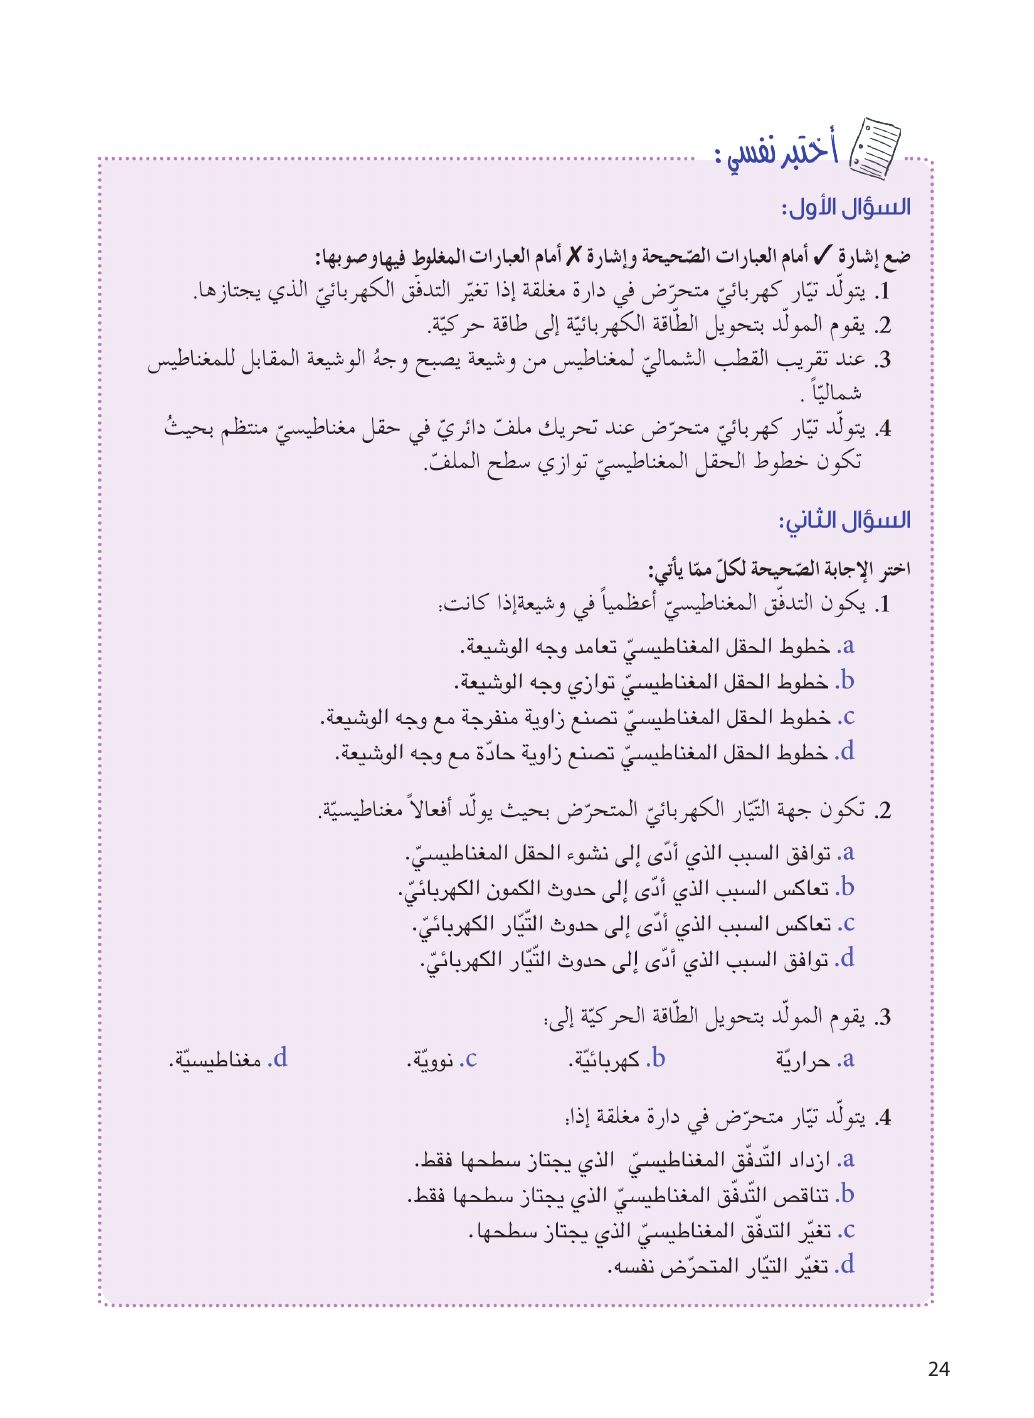 أختبر نفسي:
السؤال الأول:
ضع إشارة ✓ أمام العبارات الصّحيحة وإشارة ✗ أمام العبارات المغلوط فيها وصوبها:
1. يتولّد تيّار كهربائيّ متحرّض في دارة مغلقة إذا تغيّر التدفّق الكهربائيّ الذي يجتازها.
2. يقوم المولّد بتحويل الطّاقة الكهربائيّة إلى طاقة حركيّة.
3. عند تقريب القطب الشماليّ لمغناطيس من وشيعة يصبح وجهُ الوشيعة المقابل للمغناطيس
شماليّاً .
4. يتولّد تيّار كهربائيّ متحرّض عند تحريك ملفّ دائريّ في حقل مغناطيسيّ منتظم بحيثُ
تكون خطوط الحقل المغناطيسيّ توازي سطح الملفّ.
السؤال الثاني:
اختر الإجابة الصّحيحة لكلّ ممّا يأتي:
1. يكون التدفّق المغناطيسيّ أعظمياً في وشيعةإذا كانت:
a. خطوط الحقل المغناطيسيّ تعامد وجه الوشيعة.
b. خطوط الحقل المغناطيسيّ توازي وجه الوشيعة.
c. خطوط الحقل المغناطيسيّ تصنع زاوية منفرجة مع وجه الوشيعة.
d. خطوط الحقل المغناطيسيّ تصنع زاوية حادّة مع وجه الوشيعة.
2. تكون جهة التّيّار الكهربائيّ المتحرّض بحيث يولّد أفعالاً مغناطيسيّة.
a. توافق السبب الذي أدّى إلى نشوء الحقل المغناطيسيّ.
b. تعاكس السبب الذي أدّى إلى حدوث الكمون الكهربائيّ.
c. تعاكس السبب الذي أدّى إلى حدوث التّيّار الكهربائيّ.
d. توافق السبب الذي أدّى إلى حدوث التّيّار الكهربائيّ.
3. يقوم المولّد بتحويل الطّاقة الحركيّة إلى:
a. حراريّة b. كهربائيّة. c. نوويّة. d. مغناطيسيّة.
4. يتولّد تيّار متحرّض في دارة مغلقة إذا:
a. ازداد التّدفّق المغناطيسيّ الذي يجتاز سطحها فقط.
b. تناقص التّدفّق المغناطيسيّ الذي يجتاز سطحها فقط.
c. تغيّر التدفّق المغناطيسيّ الذي يجتاز سطحها.
d. تغيّر التيّار المتحرّض نفسه.
24